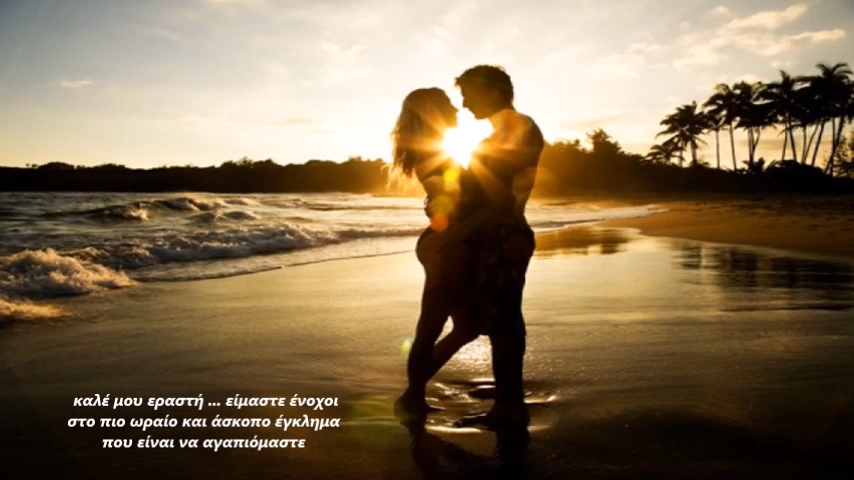 καλέ μου εραστή ... είμαστε ένοχοι
στο πιο ωραίο και άσκοπο έγκλημα
που είναι να αγαπιόμαστε